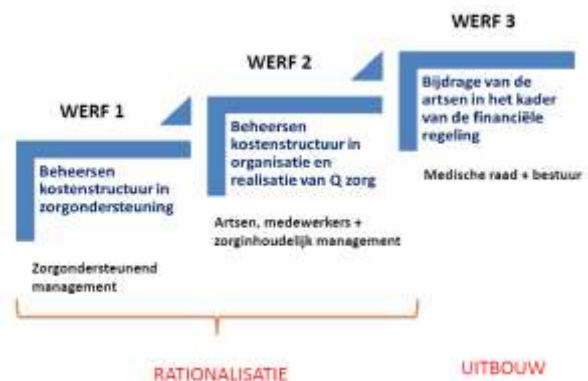 WERF 1
Beheersen
kostenstructuur in
zorgondersteuning
Zorgondersteunend
management
WERF 2
Beheersen
kostenstructuur in
organisatie en
realisatie van Q zorg
Artsen, medewerkers +
zorginhoudelijk management
WERF 3
Bijdrage van de
artsen in het kader
van de financiële
regeling
Medische raad + bestuur
RATIONALISATIE
UITBOUW